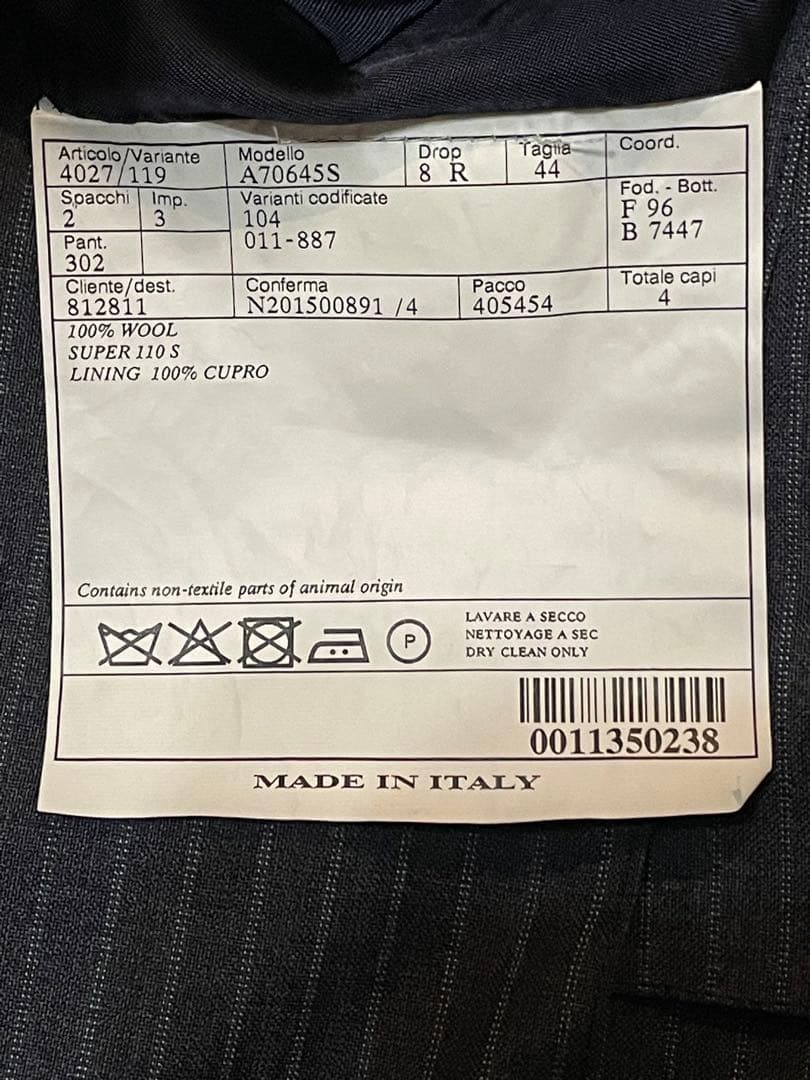 Articolo/Variante
4027/119
Modello
A70645S
Drop
8 R
Taglia
44
Coord.
Spacchi
2
Imp.
3
Varianti codificate
104
011-887
Fod. - Bott.
F 96
B 7447
Pant.
302
Cliente/dest.
812811
Conferma
N201500891 /4
Pacco
405454
Totale capi
4
100% WOOL
SUPER 110 S
LINING 100% CUPRO
Contains non-textile parts of animal origin
P
LAVARE A SECCO
NETTOYAGE A SEC
DRY CLEAN ONLY
0011350238
MADE IN ITALY